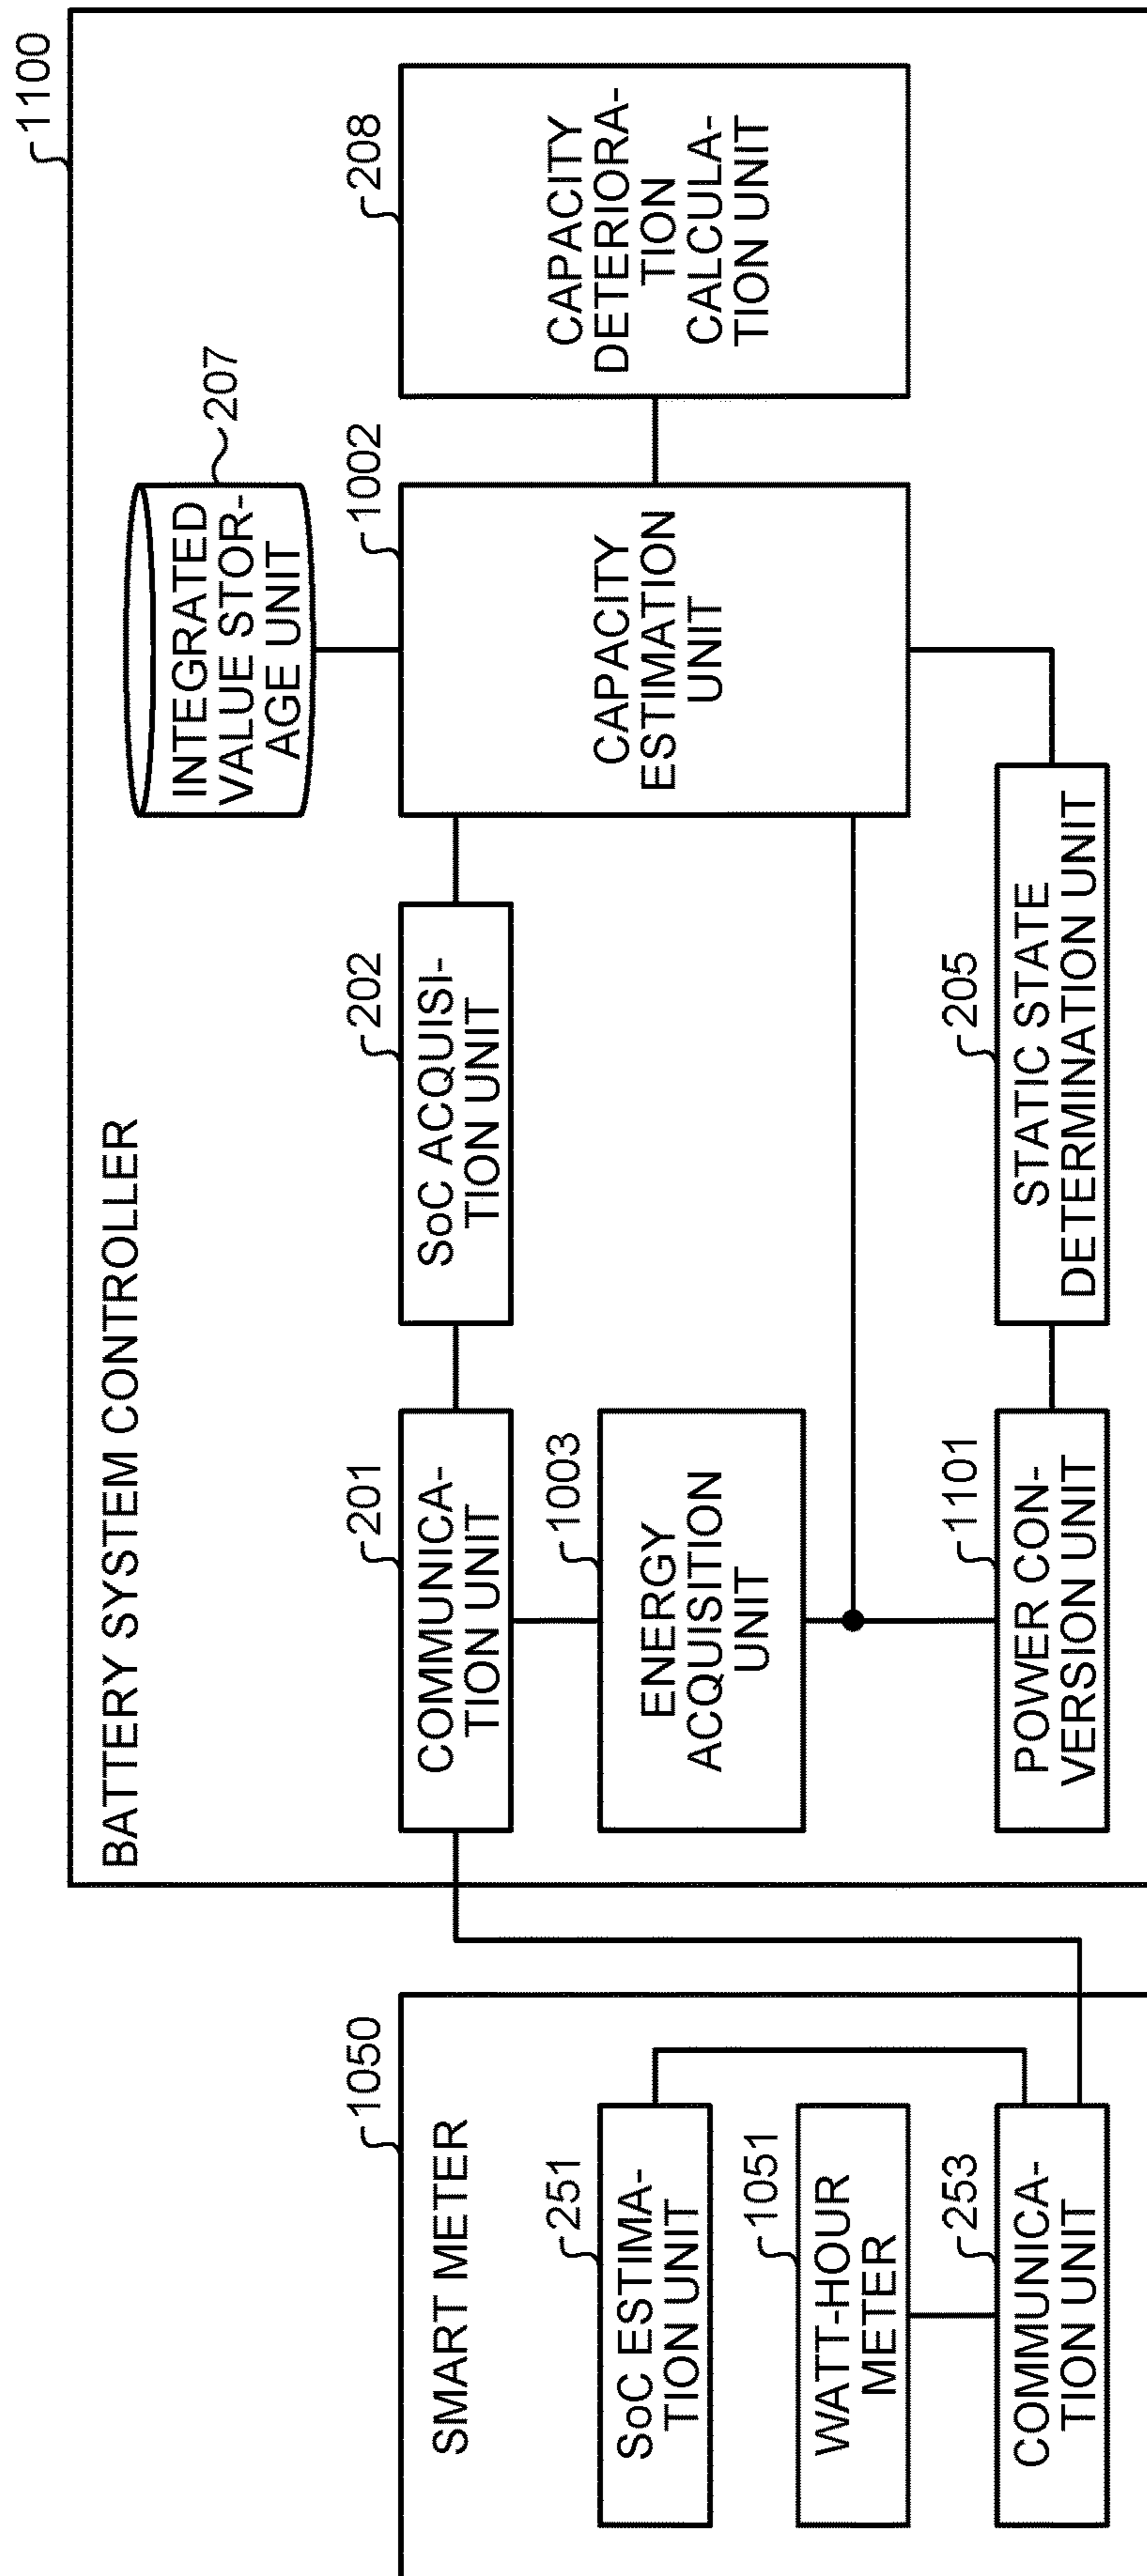 1100
BATTERY SYSTEM CONTROLLER
207
INTEGRATED
VALUE STOR-
AGE UNIT
1050
SMART METER
201
COMMUNICA-
TION UNIT
202
SoC ACQUISI-
TION UNIT
1002
CAPACITY
ESTIMATION
UNIT
208
CAPACITY
DETERIORA-
TION
CALCULA-
TION UNIT
251
SoC ESTIMA-
TION UNIT
1003
ENERGY
ACQUISITION
UNIT
1051
WATT-HOUR
METER
253
COMMUNICA-
TION UNIT
1101
POWER CON-
VERSION UNIT
205
STATIC STATE
DETERMINATION UNIT